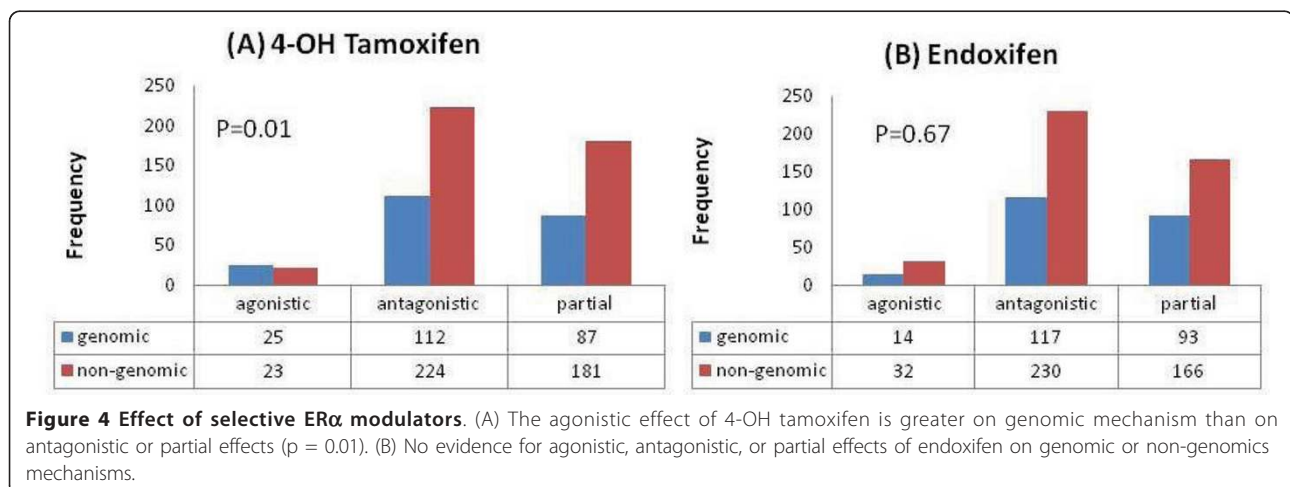 (A) 4-OH Tamoxifen
P=0.01
Frequency
250
200
150
100
50
0
agonistic antagonistic partial
genomic 25 112 87
non-genomic 23 224 181
(B) Endoxifen
P=0.67
Frequency
250
200
150
100
50
0
agonistic antagonistic partial
genomic 14 117 93
non-genomic 32 230 166
Figure 4 Effect of selective ERα modulators. (A) The agonistic effect of 4-OH tamoxifen is greater on genomic mechanism than on
antagonistic or partial effects (p = 0.01). (B) No evidence for agonistic, antagonistic, or partial effects of endoxifen on genomic or non-genomics
mechanisms.